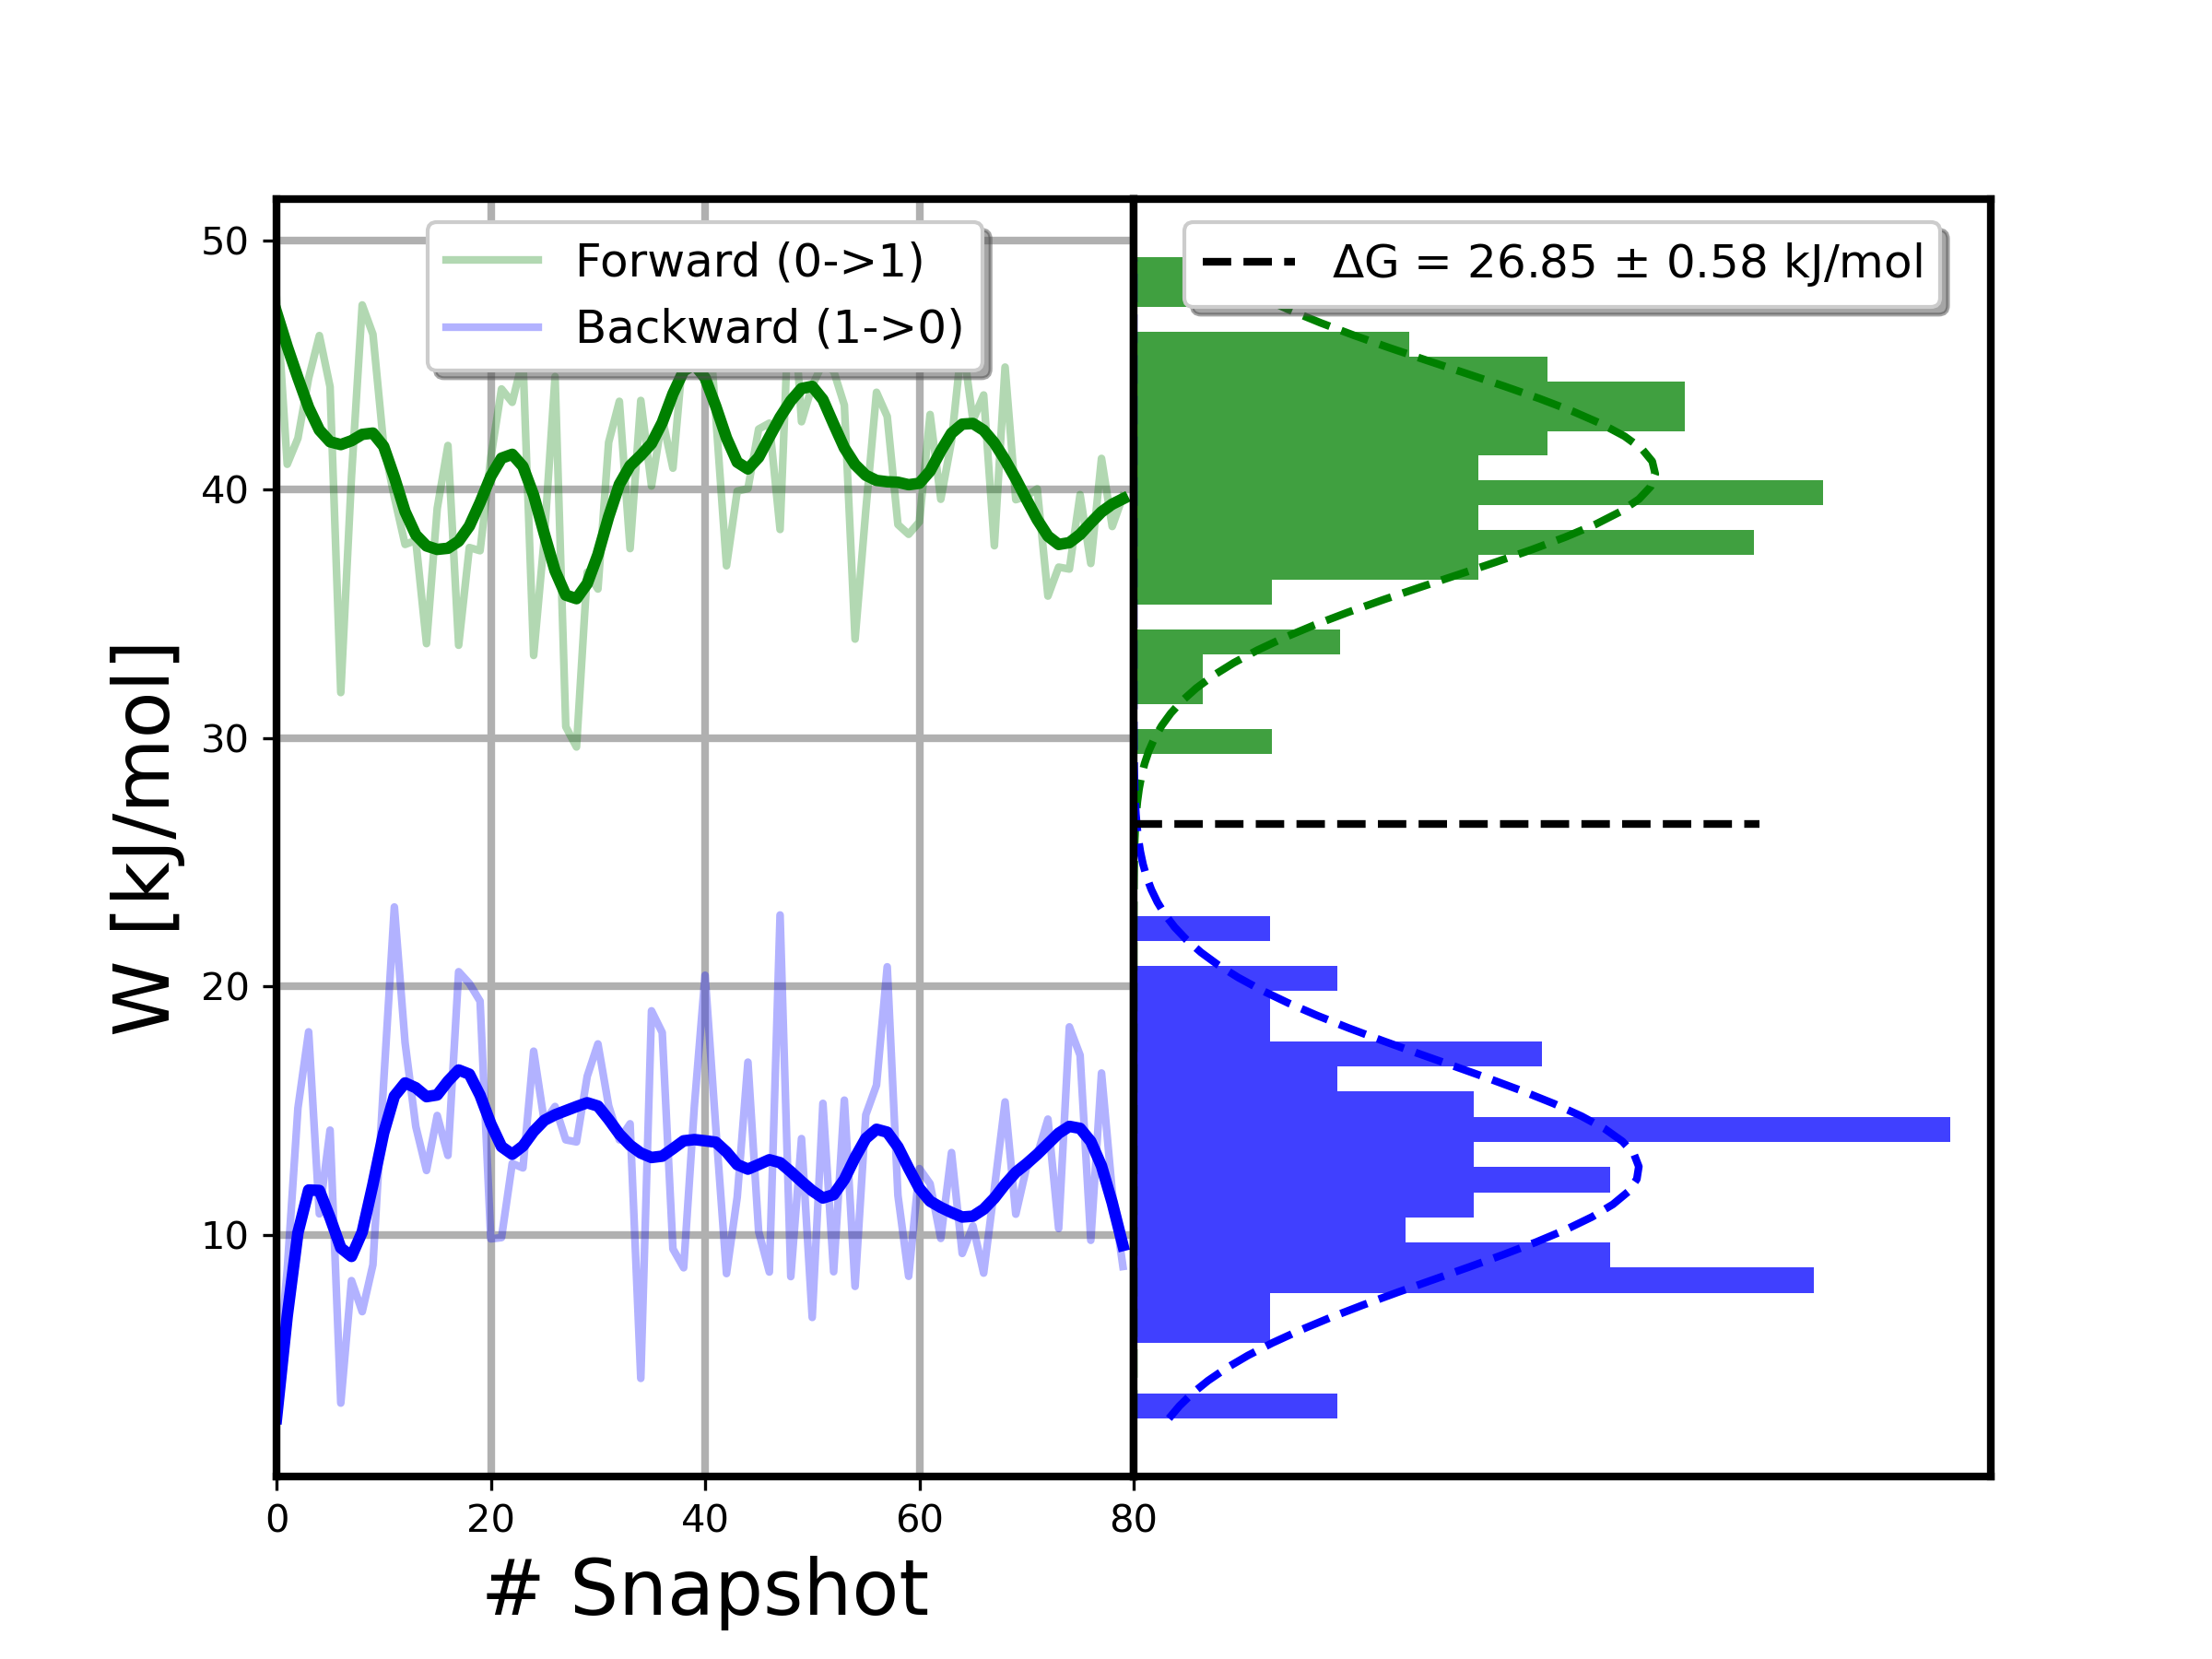 Forward (0->1)
Backward (1->0)
ΔG = 26.85 ± 0.58 kJ/mol
50
40
30
20
10
W [kJ/mol]
0
20
40
60
80
# Snapshot